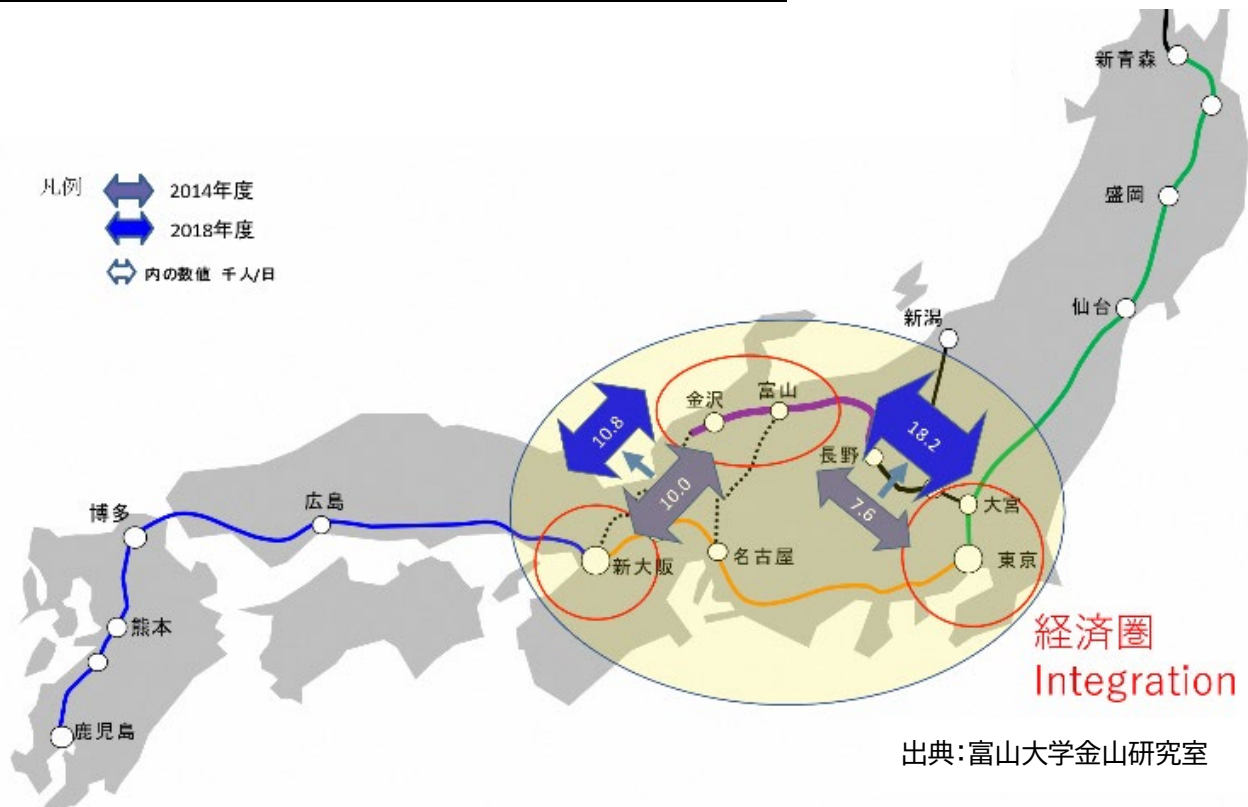 新青森
凡例
2014年度
2018年度
内の数値 千人/日
盛岡
仙台
新潟
富山
金沢
10.8
18.2
長野
10.0
7.6
大宮
広島
博多
名古屋
新大阪
東京
熊本
経済圏
Integration
鹿児島
出典:富山大学金山研究室